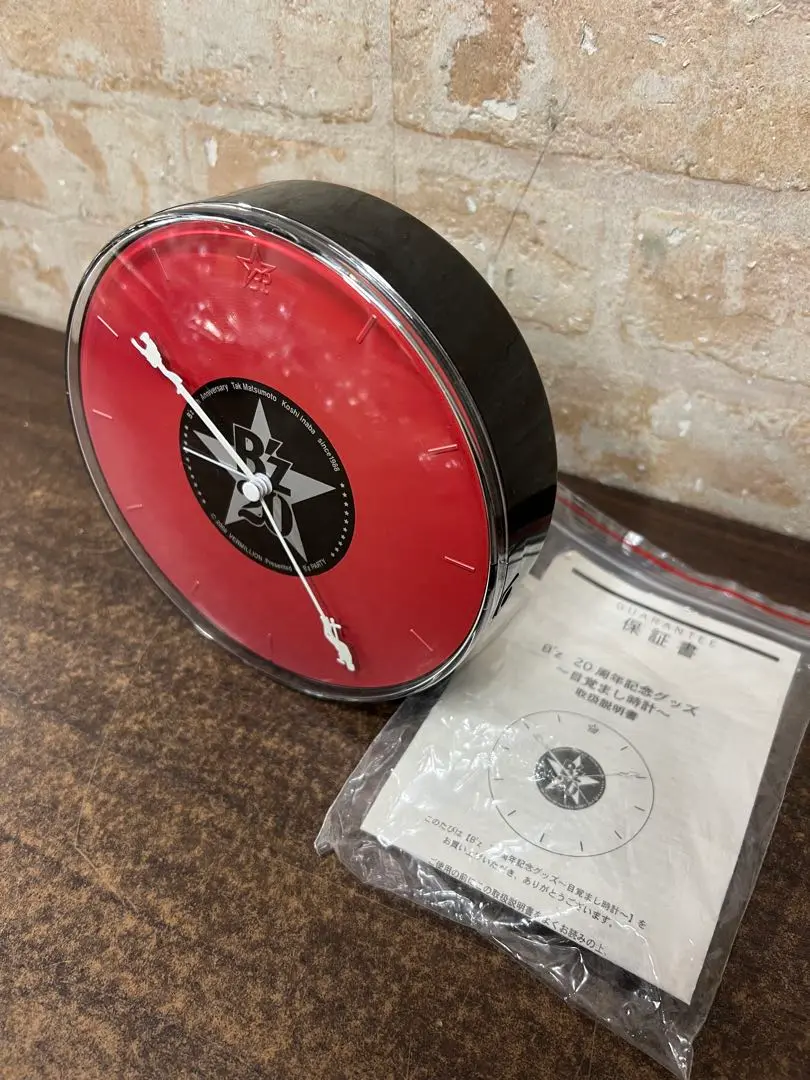 B'z Anniversary Tak Matsumoto Koshi Inaba since1988
B'z
20
VERMILLION Presented B'z PARTY
GUARANTEE
保証書
B'z 20周年記念グッズ
～目覚まし時計～
取扱説明書
このたびは【B'z 年記念グッズ～目覚まし時計～】を
お買い上げいただき、ありがとうございます。
ご使用の前にこの取扱説明書をよくお読みの上、